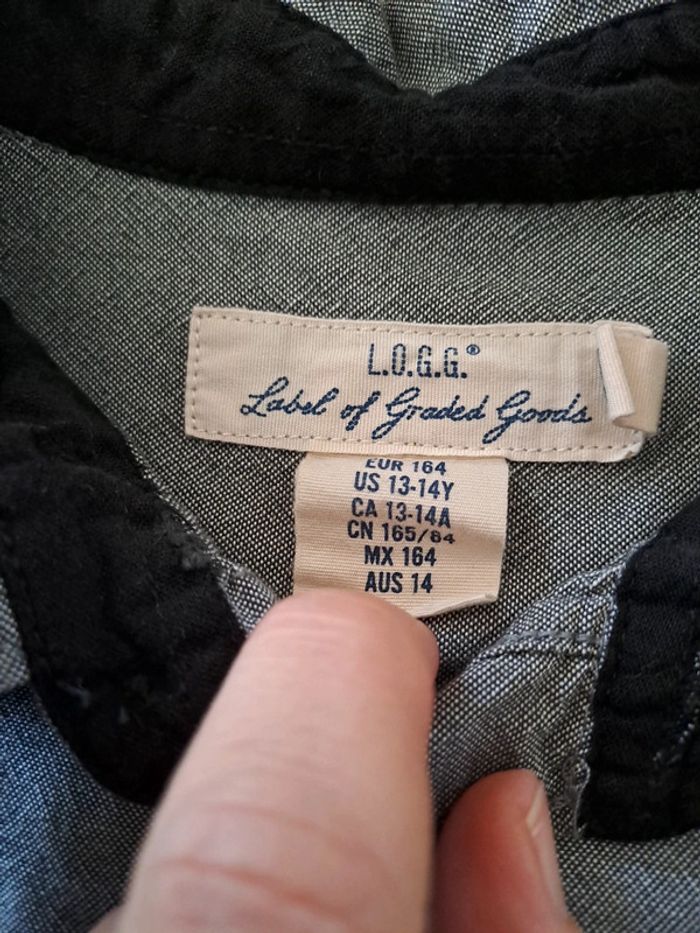 L.O.G.G.®
Label of Graded Goods
EUR 164
US 13-14Y
CA 13-14A
CN 165/84
MX 164
AUS 14